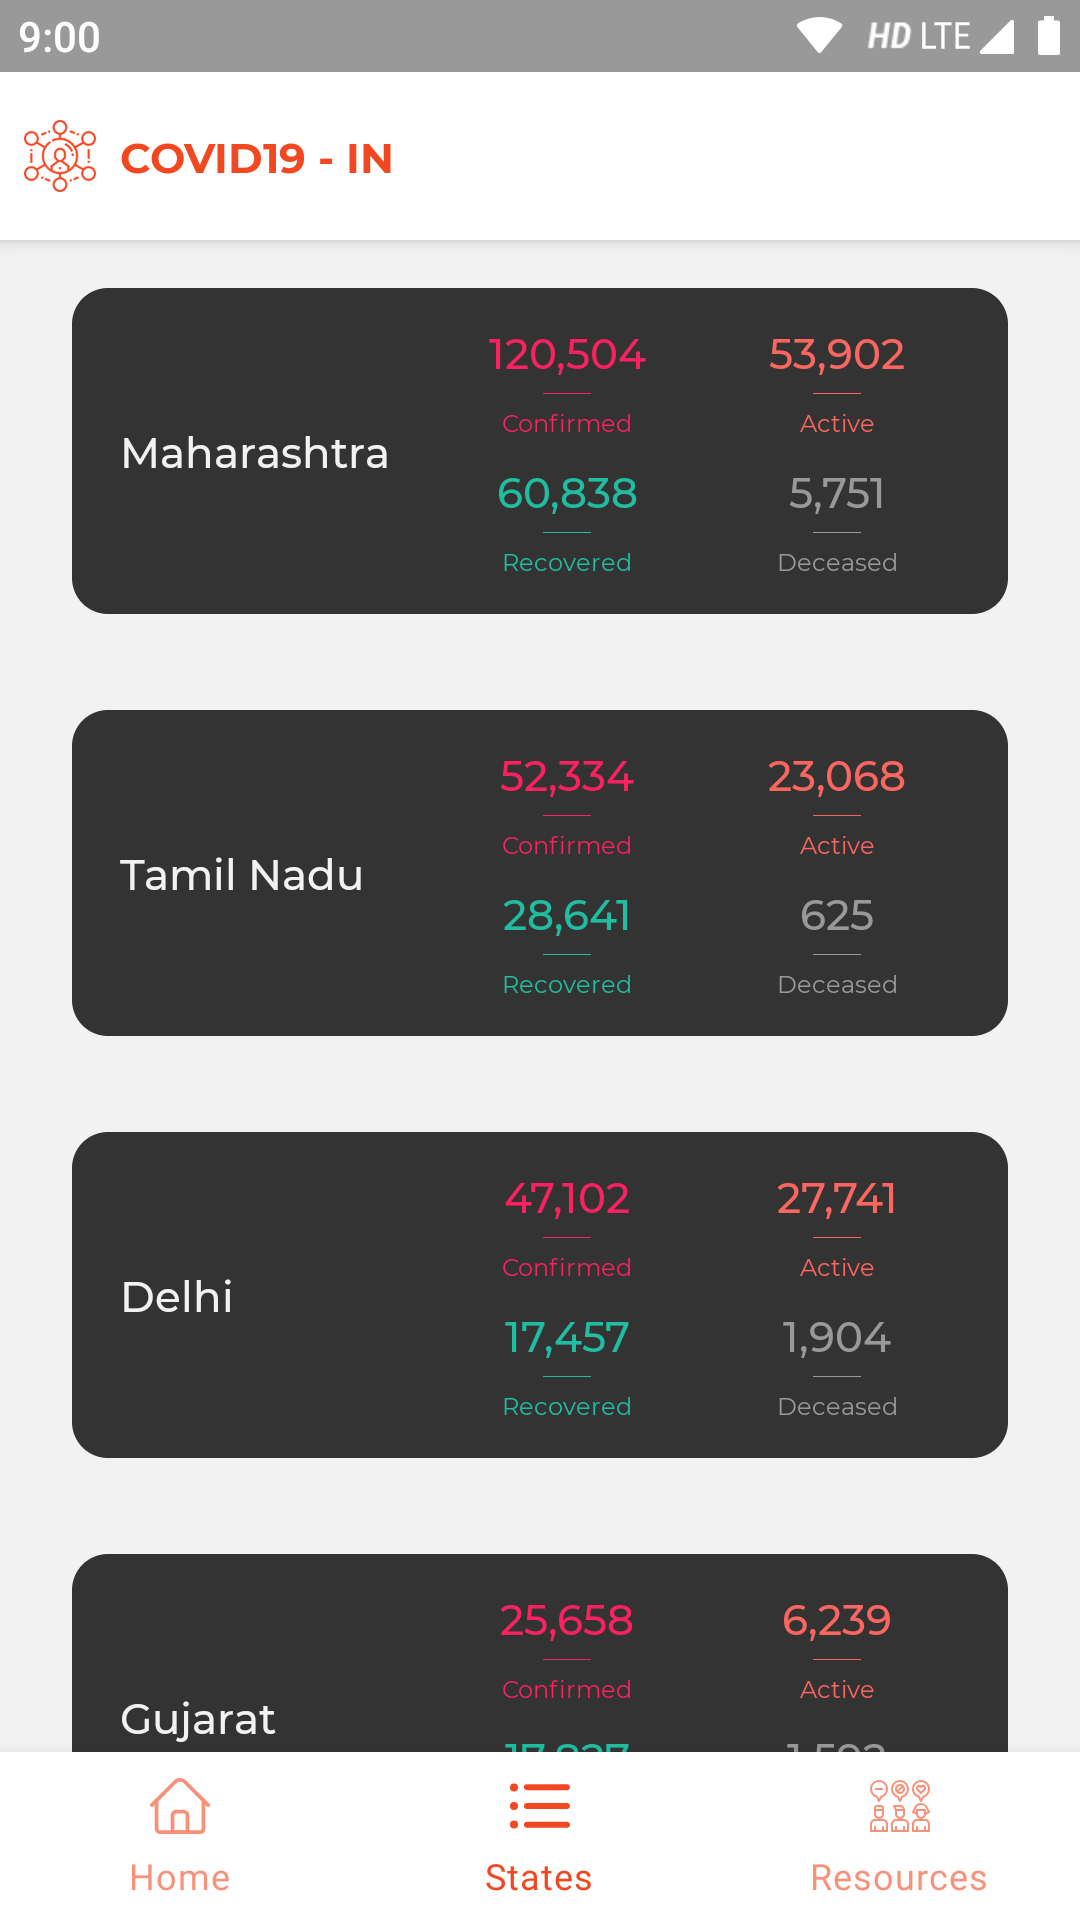 9:00 HD LTE
COVID19 - IN
120,504 53,902
Confirmed Active
Maharashtra
60,838 5,751
Recovered Deceased
52,334 23,068
Confirmed Active
Tamil Nadu
28,641 625
Recovered Deceased
47,102 27,741
Confirmed Active
Delhi
17,457 1,904
Recovered Deceased
25,658 6,239
Confirmed Active
Gujarat
Home States Resources